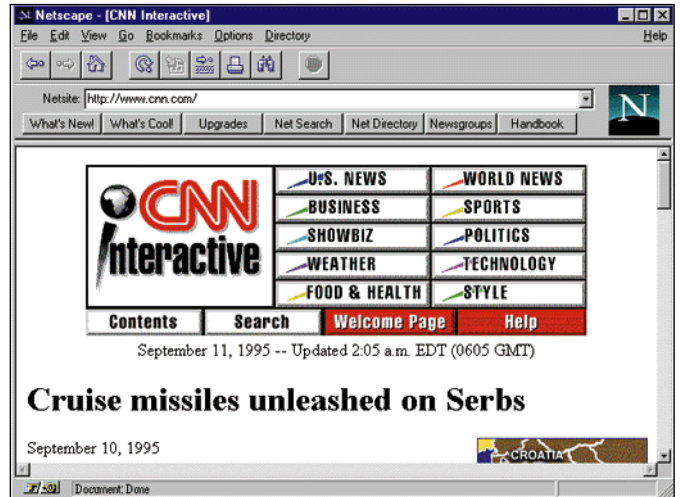 Netscape - [CNN Interactive]
File Edit View Go Bookmarks Options Directory Help
Netsite: http://www.cnn.com/
N
What's New! What's Cool! Upgrades Net Search Net Directory Newsgroups Handbook
CNN
interactive
U.S. NEWS WORLD NEWS
BUSINESS SPORTS
SHOWBIZ POLITICS
WEATHER TECHNOLOGY
FOOD & HEALTH STYLE
Contents Search Welcome Page Help
September 11, 1995 -- Updated 2:05 a.m. EDT (0605 GMT)
Cruise missiles unleashed on Serbs
September 10, 1995
CROATIA
Document: Done